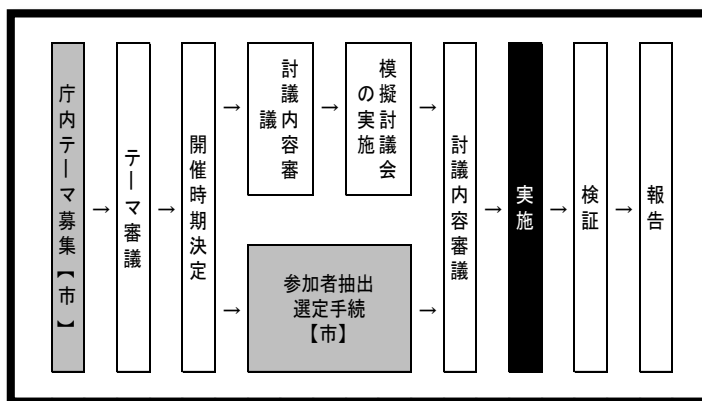 庁内テーマ募集【市】
→
テーマ審議
→
開催時期決定
→
討議内容審
議
→
模擬討議会
の実施
→
→
参加者抽出
選定手続
【市】
→
討議内容審議
→
実施
→
検証
→
報告